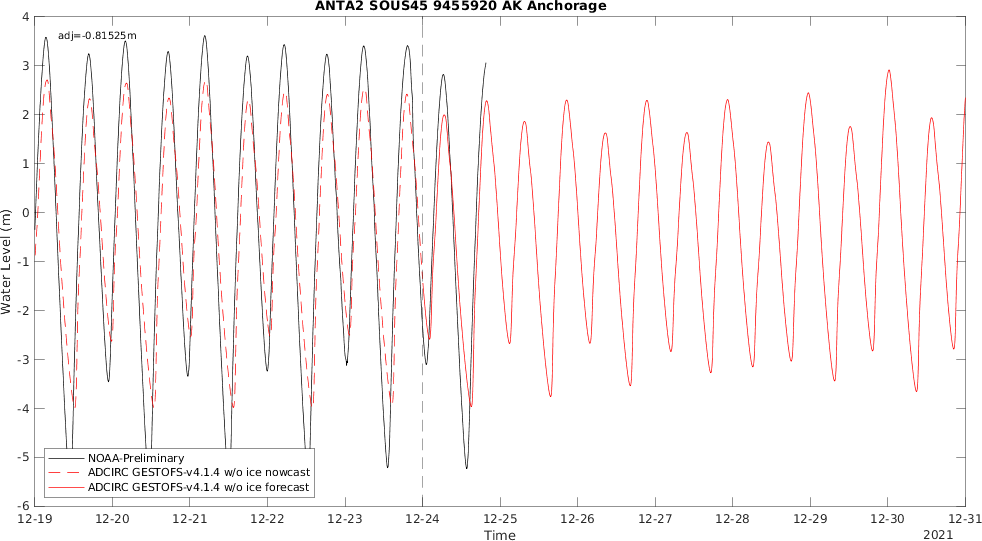 ANTA2 SOUS45 9455920 AK Anchorage
adj=-0.81525m
4
3
2
1
0
-1
-2
-3
-4
-5
-6
Water Level (m)
NOAA-Preliminary
ADCIRC GESTOFS-v4.1.4 w/o ice nowcast
ADCIRC GESTOFS-v4.1.4 w/o ice forecast
12-19 12-20 12-21 12-22 12-23 12-24 12-25 12-26 12-27 12-28 12-29 12-30 12-31
Time
2021